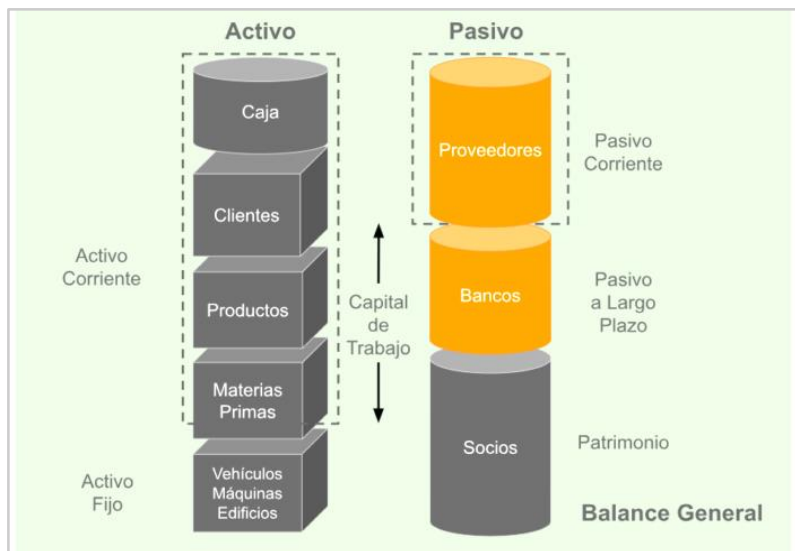 Activo
Pasivo
Caja
Clientes
Productos
Materias
Primas
Vehículos
Máquinas
Edificios
Activo
Corriente
Activo
Fijo
Capital
de
Trabajo
Proveedores
Bancos
Socios
Pasivo
Corriente
Pasivo
a Largo
Plazo
Patrimonio
Balance General